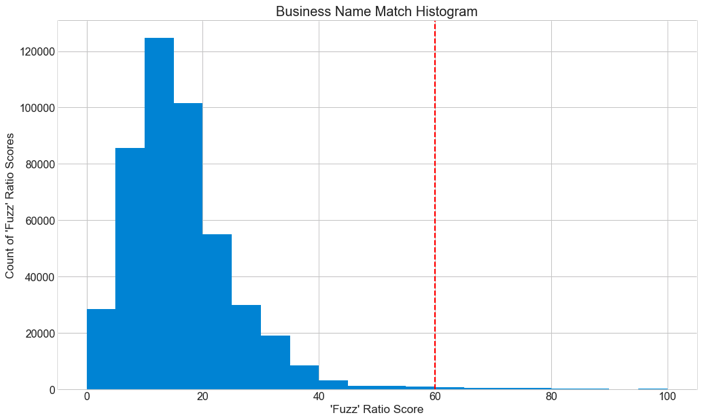 Business Name Match Histogram
120000
100000
80000
60000
40000
20000
0
Count of 'Fuzz' Ratio Scores
0 20 40 60 80 100
'Fuzz' Ratio Score